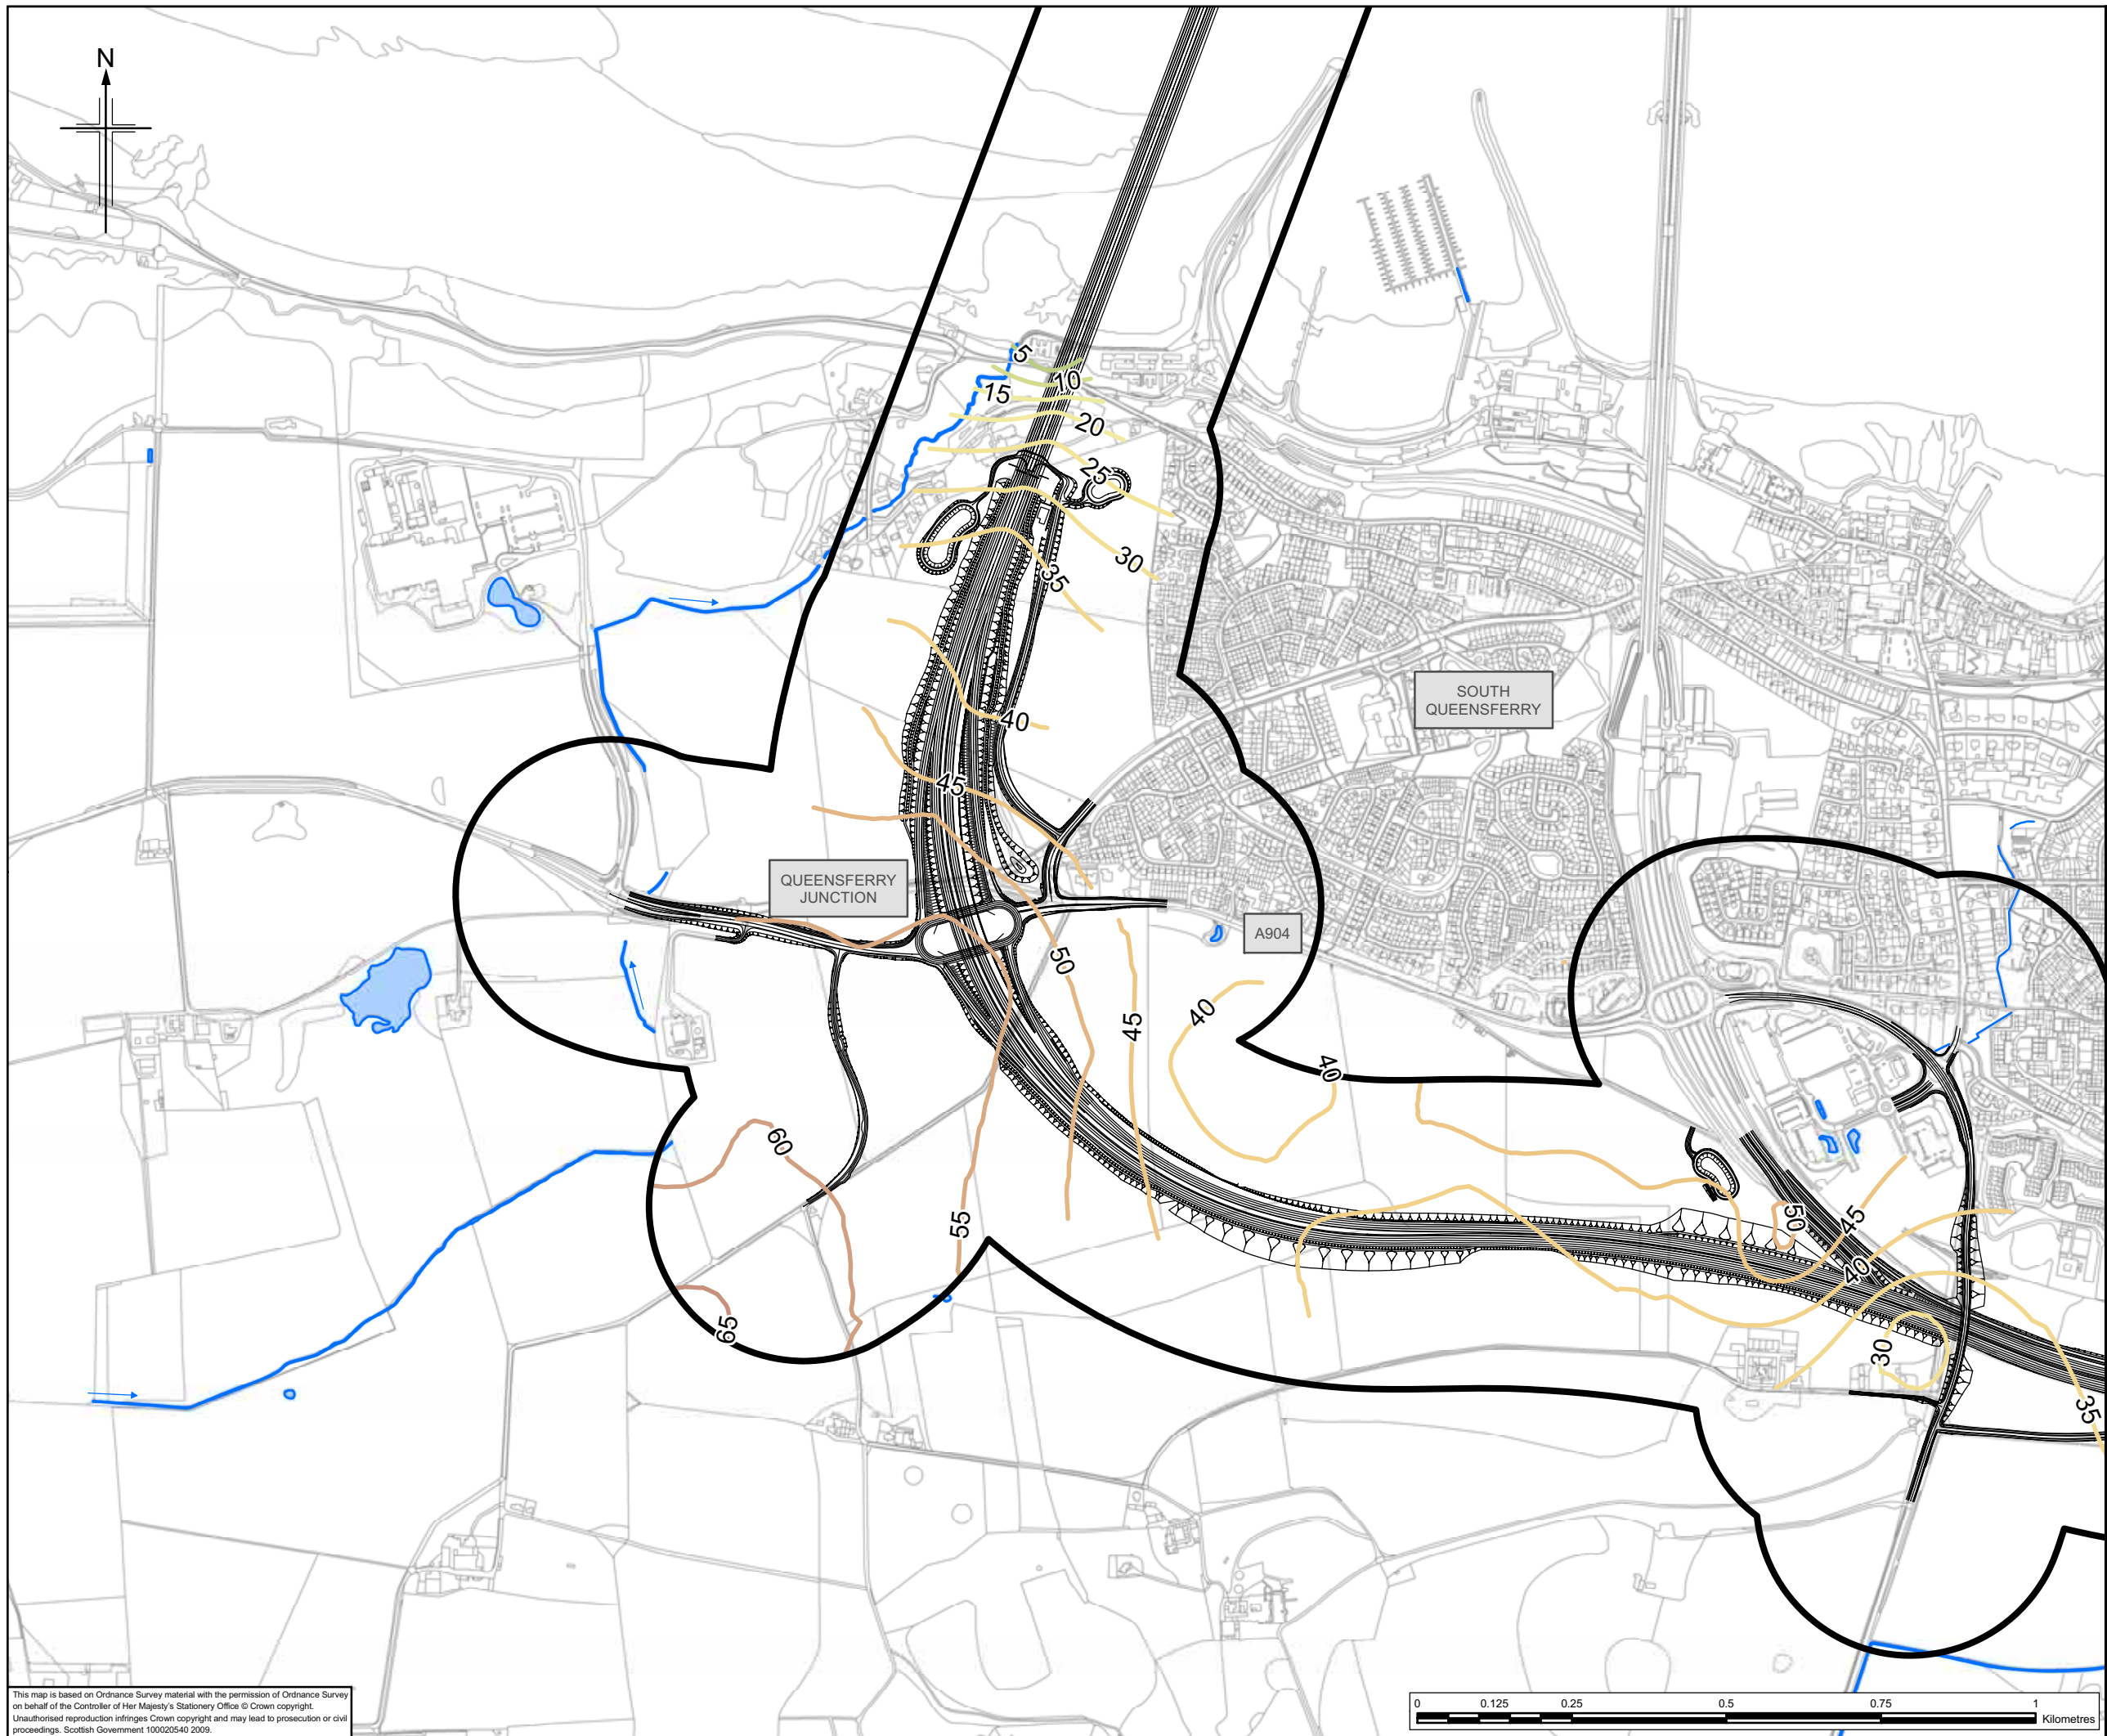 N
5
10
15
20
25
30
35
40
45
SOUTH
QUEENSFERRY
QUEENSFERRY
JUNCTION
A904
50
45
40
40
60
55
65
50
45
40
30
35
This map is based on Ordnance Survey material with the permission of Ordnance Survey
on behalf of the Controller of Her Majesty's Stationery Office © Crown copyright.
Unauthorised reproduction infringes Crown copyright and may lead to prosecution or civil
proceedings. Scottish Government 100020540 2009.
0 0.125 0.25 0.5 0.75 1
Kilometres